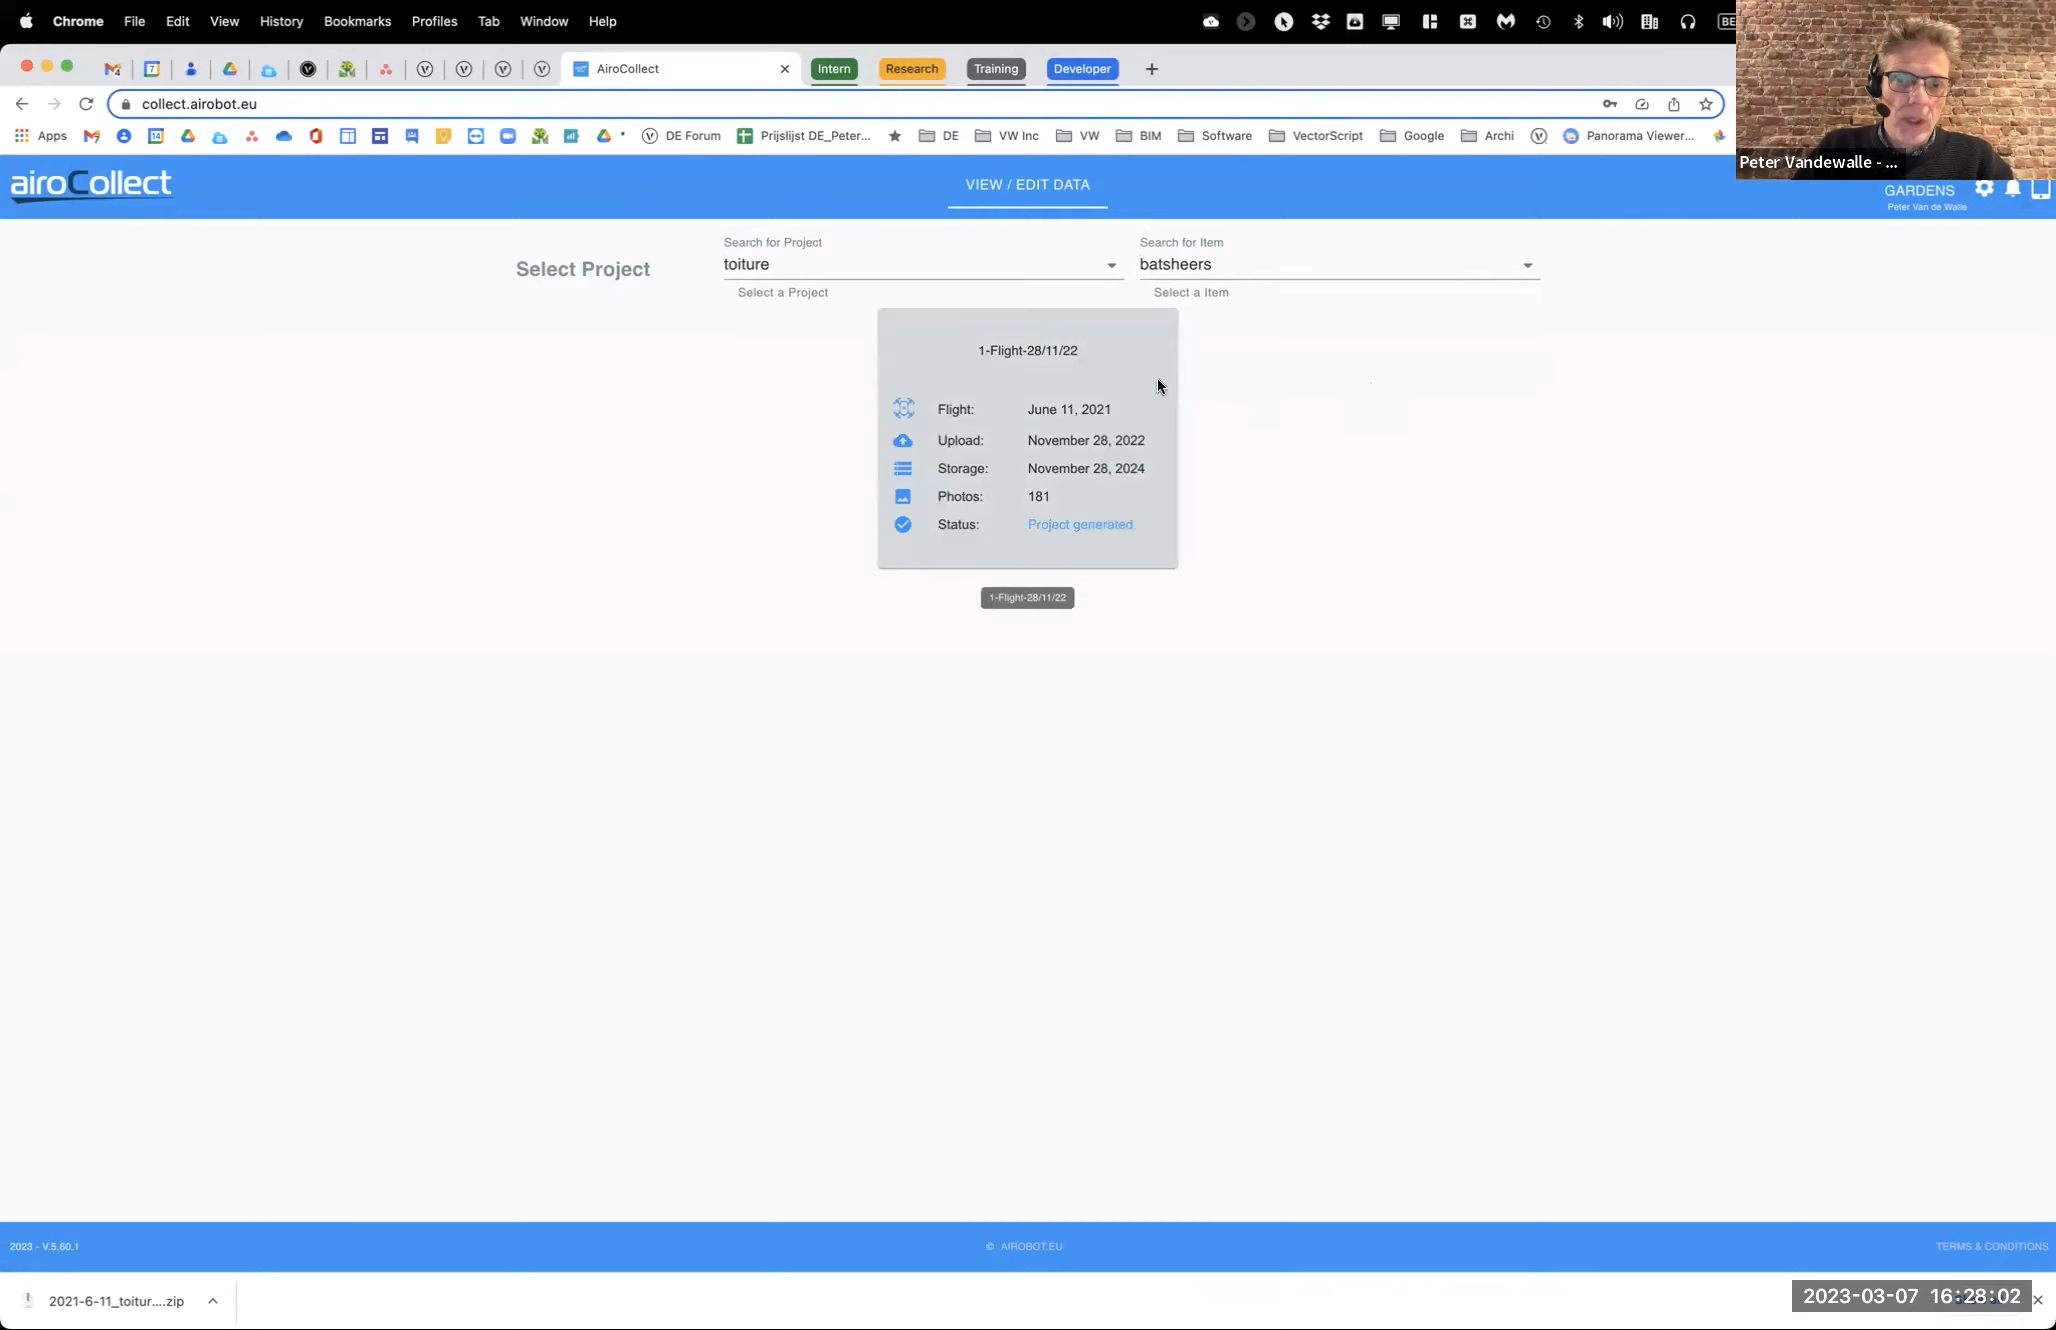 Chrome File Edit View History Bookmarks Profiles Tab Window Help
AiroCollect Intern Research Training Developer
collect.airobot.eu
Apps DE Forum Prijslijst DE_Peter... DE VW Inc VW BIM Software VectorScript Google Archi Panorama Viewer...
Peter Vandewalle - ...
airoCollect
VIEW / EDIT DATA
GARDENS
Peter Van de Walle
Select Project
Search for Project
toiture
Select a Project
Search for Item
batsheers
Select a Item
1-Flight-28/11/22
Flight: June 11, 2021
Upload: November 28, 2022
Storage: November 28, 2024
Photos: 181
Status: Project generated
1-Flight-28/11/22
2023 - V.5.60.1
© AIROBOT.EU
TERMS & CONDITIONS
2021-6-11_toitur....zip
2023-03-07 16:28:02